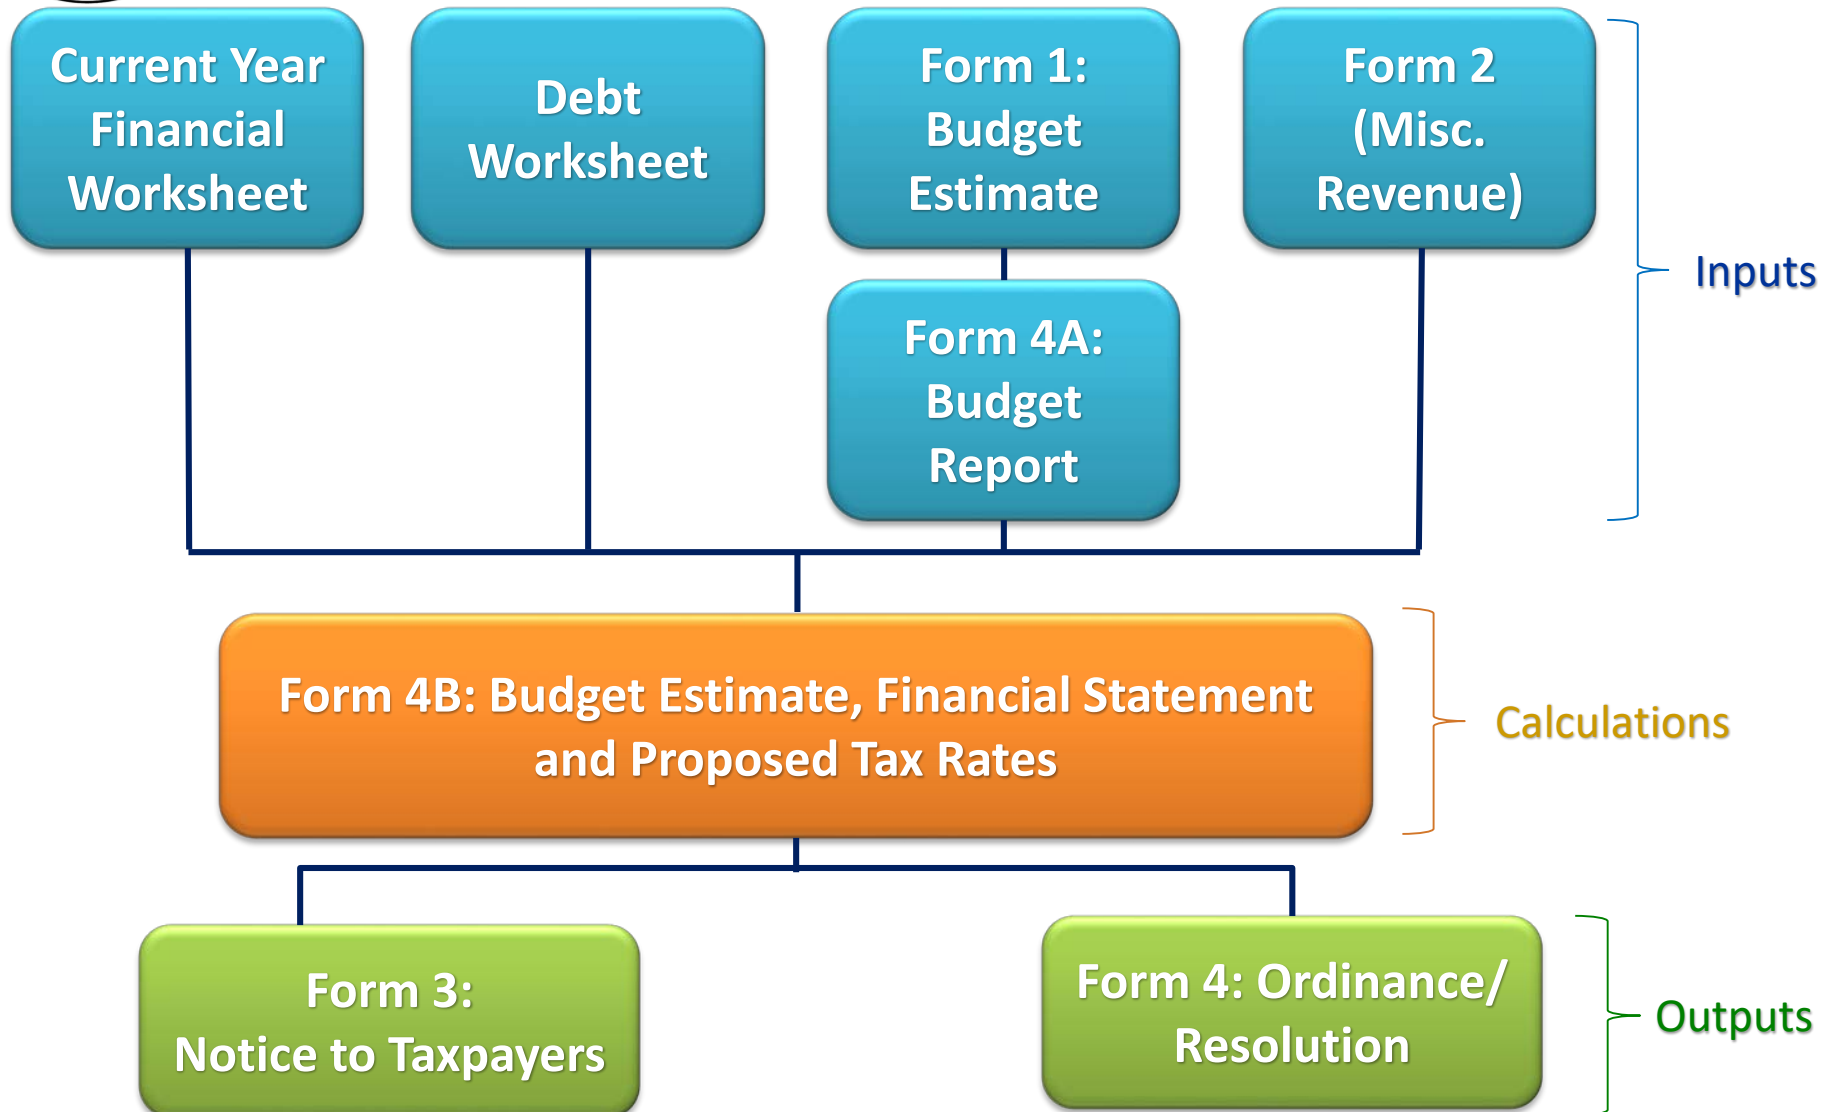 Current Year
Financial
Worksheet
Debt
Worksheet
Form 1:
Budget
Estimate
Form 2
(Misc.
Revenue)
Inputs
Form 4A:
Budget
Report
Form 4B: Budget Estimate, Financial Statement
and Proposed Tax Rates
Calculations
Form 3:
Notice to Taxpayers
Form 4: Ordinance/
Resolution
Outputs